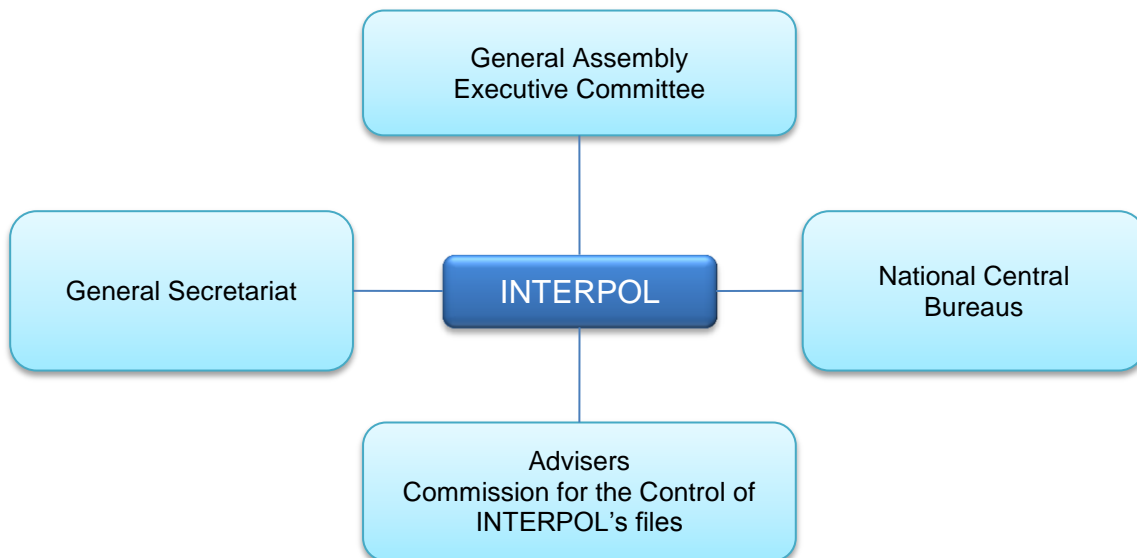 General Assembly
Executive Committee
General Secretariat
INTERPOL
National Central
Bureaus
Advisers
Commission for the Control of
INTERPOL’s files